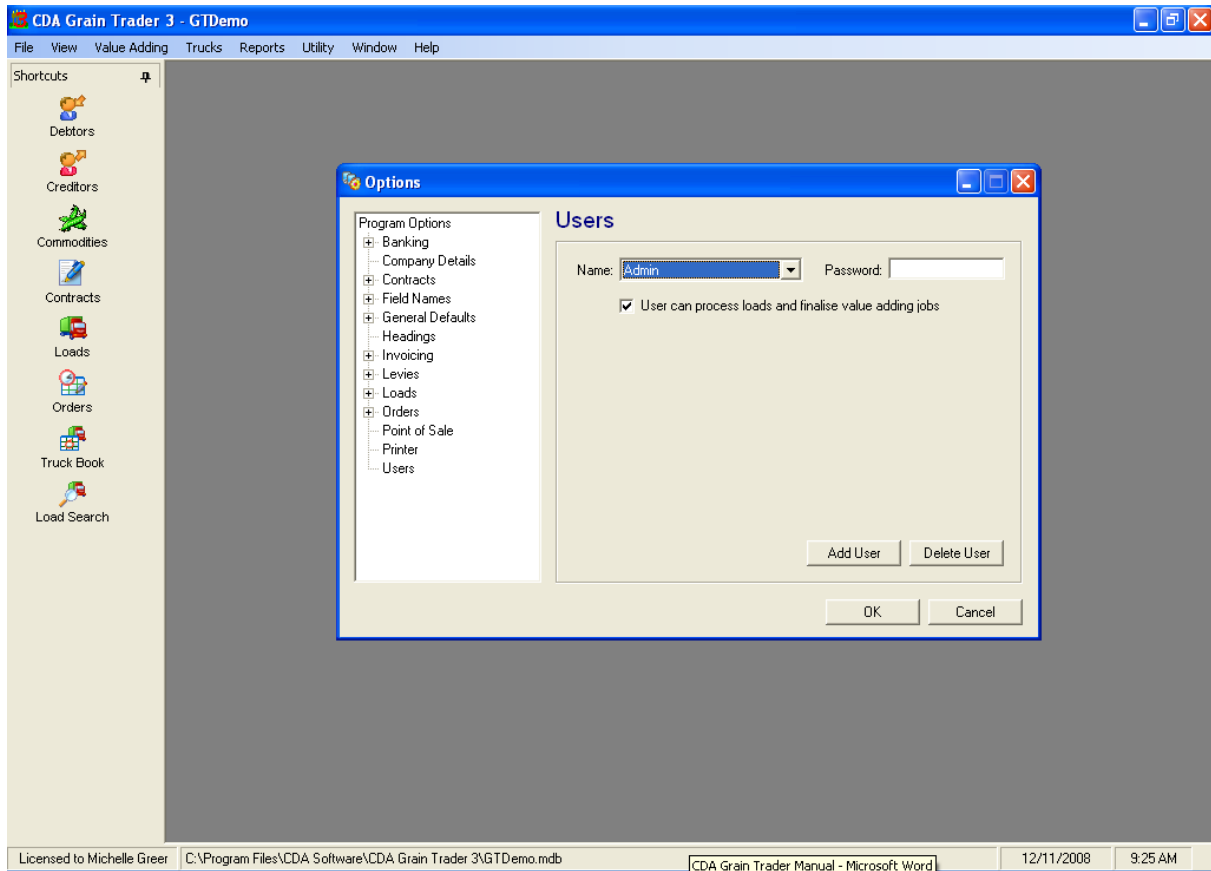 CDA Grain Trader 3 - GTDemo
File View Value Adding Trucks Reports Utility Window Help
Shortcuts
Debtors
Creditors
Commodities
Contracts
Loads
Orders
Truck Book
Load Search
Options
Program Options
Banking
Company Details
Contracts
Field Names
General Defaults
Headings
Invoicing
Levies
Loads
Orders
Point of Sale
Printer
Users
Users
Name: Admin Password:
User can process loads and finalise value adding jobs
Add User Delete User
OK Cancel
Licensed to Michelle Greer C:\Program Files\CDA Software\CDA Grain Trader 3\GTDemo.mdb 12/11/2008 9:25 AM
CDA Grain Trader Manual - Microsoft Word